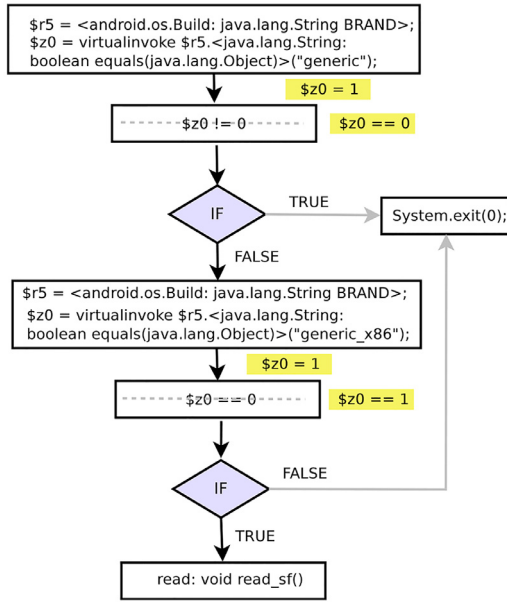 $r5 = <android.os.Build: java.lang.String BRAND>;
$z0 = virtualinvoke $r5.<java.lang.String:
boolean equals(java.lang.Object)>("generic");
$z0 = 1
$z0 != 0
$z0 == 0
IF
TRUE
System.exit(0);
FALSE
$r5 = <android.os.Build: java.lang.String BRAND>;
$z0 = virtualinvoke $r5.<java.lang.String:
boolean equals(java.lang.Object)>("generic_x86");
$z0 = 1
$z0 == 0
$z0 == 1
IF
FALSE
TRUE
read: void read_sf()